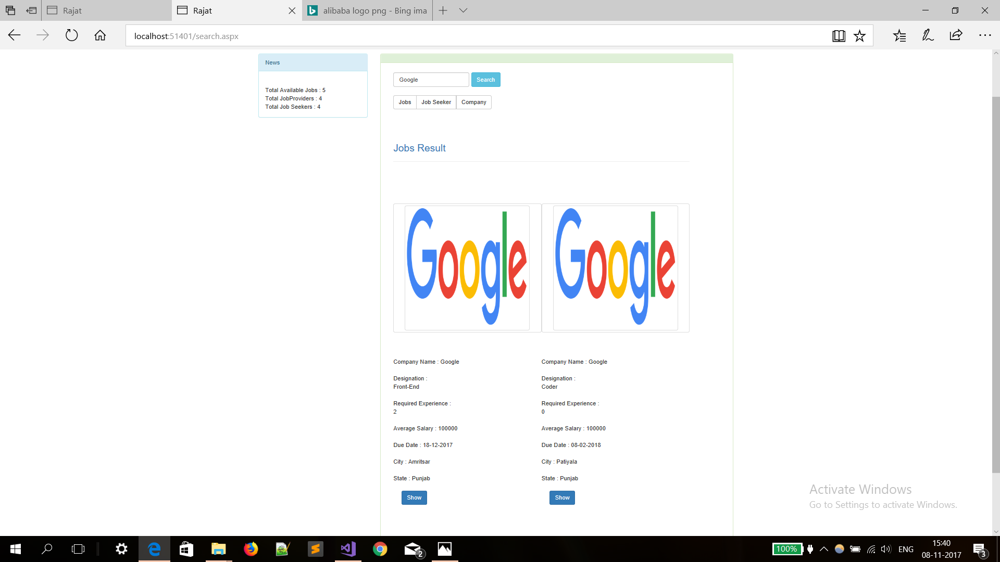 Rajat
Rajat
alibaba logo png - Bing ima
localhost:51401/search.aspx
News
Total Available Jobs : 5
Total JobProviders : 4
Total Job Seekers : 4
Google
Search
Jobs
Job Seeker
Company
Jobs Result
Google
Google
Company Name : Google
Designation :
Front-End
Required Experience :
2
Average Salary : 100000
Due Date : 18-12-2017
City : Amritsar
State : Punjab
Show
Company Name : Google
Designation :
Coder
Required Experience :
0
Average Salary : 100000
Due Date : 08-02-2018
City : Patiyala
State : Punjab
Show
Activate Windows
Go to Settings to activate Windows.
2
100%
ENG
15:40
08-11-2017
3